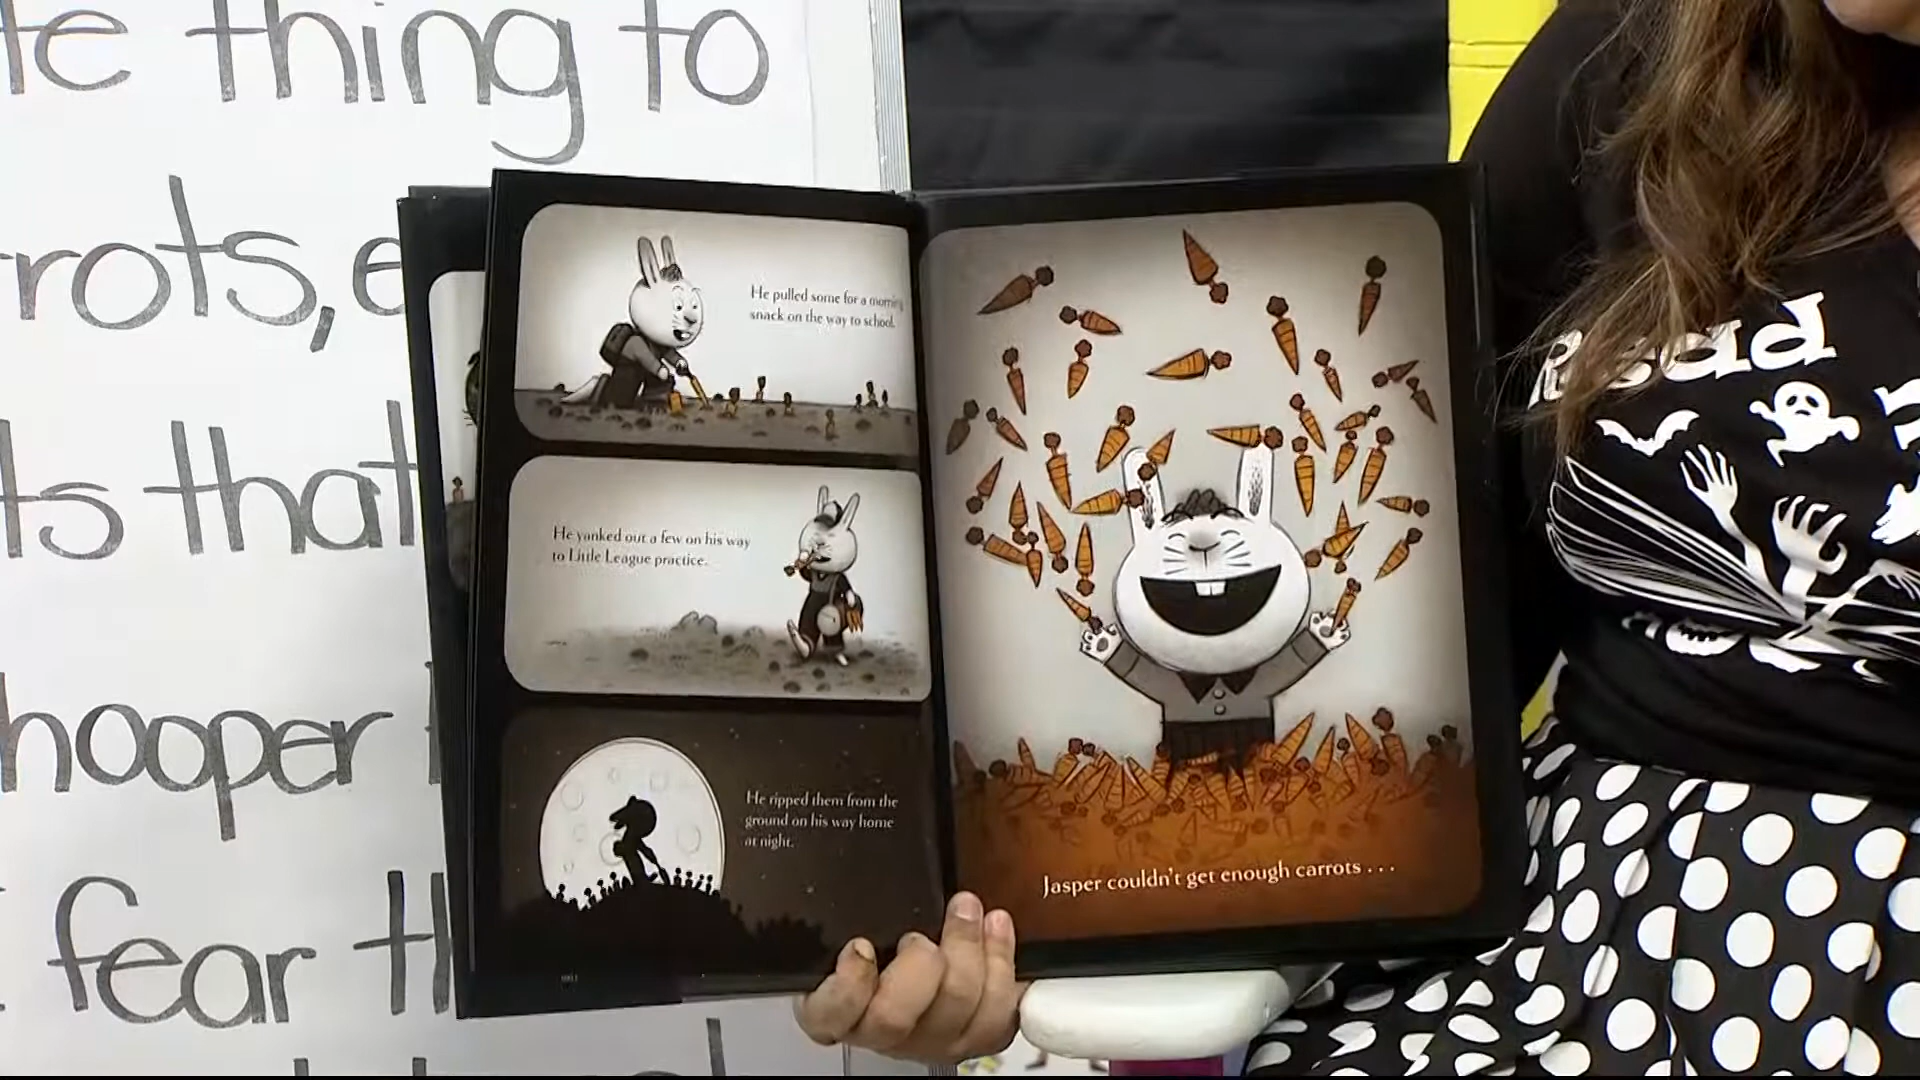 te thing to
rrots, e
ts that
hooper
fear th
He pulled some for a morning
snack on the way to school.
He yanked out a few on his way
to Little League practice.
He ripped them from the
ground on his way home
at night.
Jasper couldn't get enough carrots . . .
Read